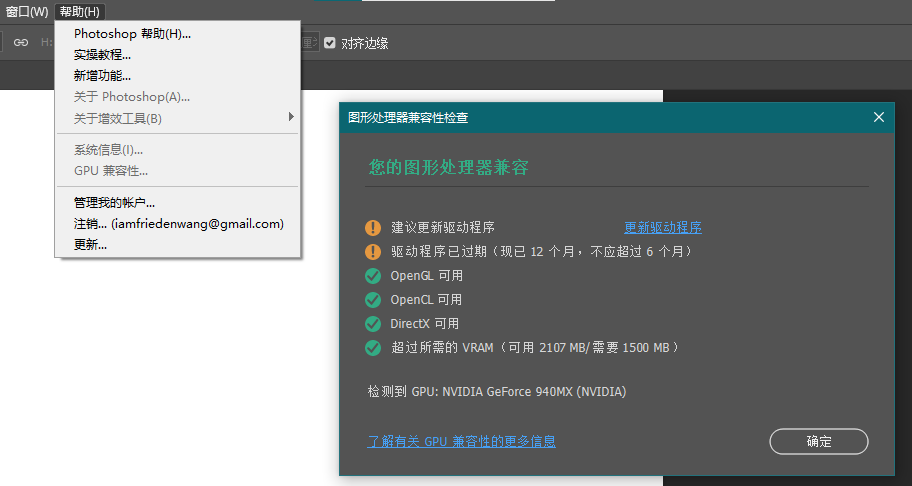 窗口(W) 帮助(H)
H: 对齐边缘
Photoshop 帮助(H)...
实操教程...
新增功能...
关于 Photoshop(A)...
关于增效工具(B)
系统信息(I)...
GPU 兼容性...
管理我的帐户...
注销... (iamfriedenwang@gmail.com)
更新...
图形处理器兼容性检查
您的图形处理器兼容
建议更新驱动程序 更新驱动程序
驱动程序已过期（现已 12 个月，不应超过 6 个月）
OpenGL 可用
OpenCL 可用
DirectX 可用
超过所需的 VRAM（可用 2107 MB/需要 1500 MB ）
检测到 GPU: NVIDIA GeForce 940MX (NVIDIA)
了解有关 GPU 兼容性的更多信息
确定